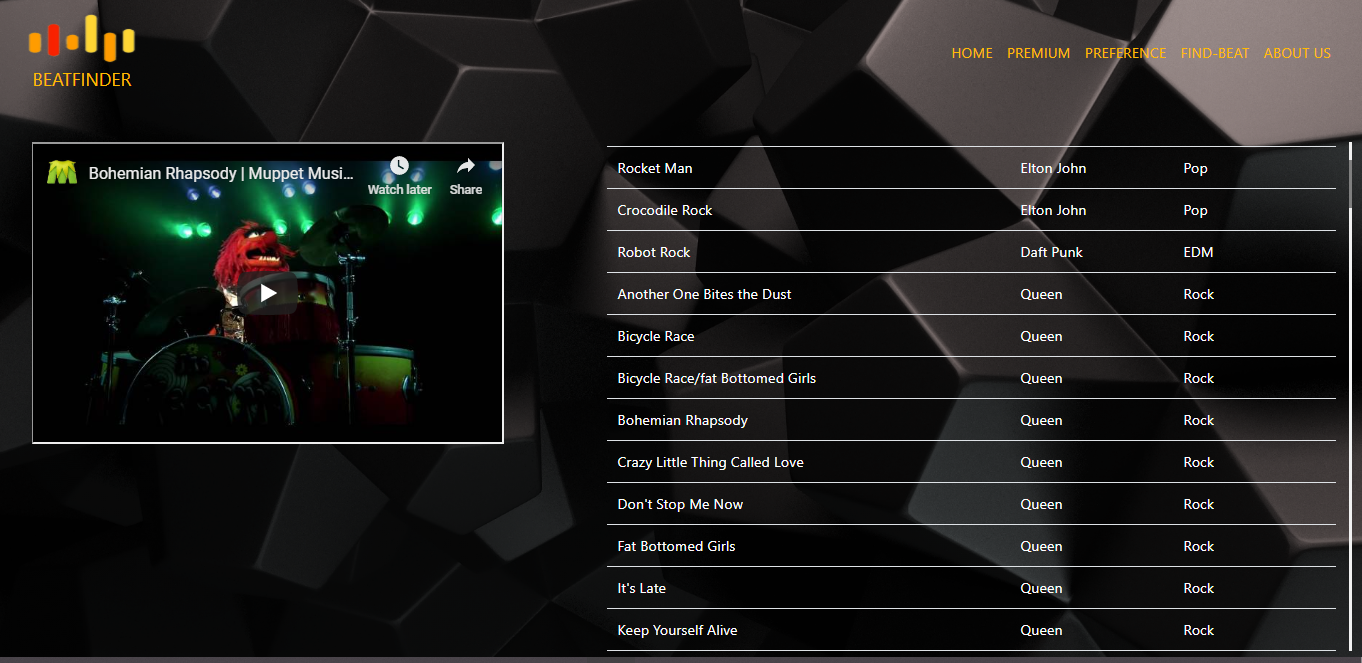 BEATFINDER
HOME PREMIUM PREFERENCE FIND-BEAT ABOUT US
Bohemian Rhapsody | Muppet Musi...
Watch later Share
Rocket Man Elton John Pop
Crocodile Rock Elton John Pop
Robot Rock Daft Punk EDM
Another One Bites the Dust Queen Rock
Bicycle Race Queen Rock
Bicycle Race/fat Bottomed Girls Queen Rock
Bohemian Rhapsody Queen Rock
Crazy Little Thing Called Love Queen Rock
Don't Stop Me Now Queen Rock
Fat Bottomed Girls Queen Rock
It's Late Queen Rock
Keep Yourself Alive Queen Rock